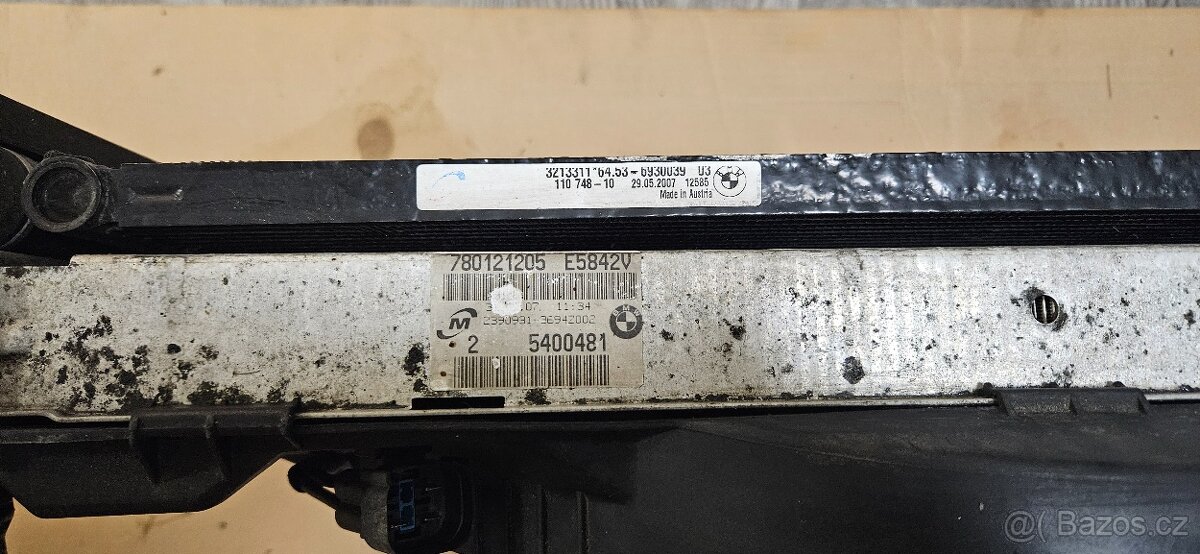 3213311*64.53-6930039 03
110 748-10 29.05.2007 12585
Made in Austria
780121205 E5842V
.07 11:34
M
2 5400481
@( Bazos.cz